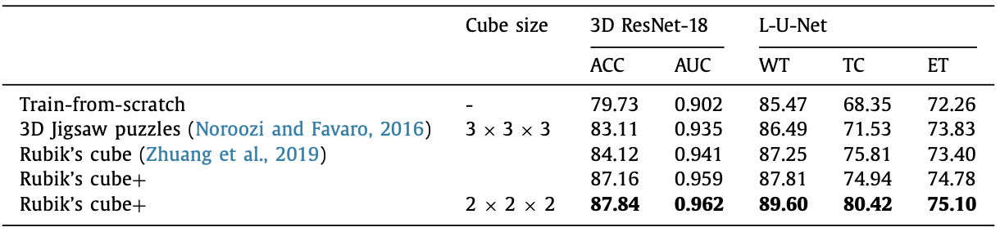 Cube size 3D ResNet-18 L-U-Net
ACC AUC WT TC ET
Train-from-scratch - 79.73 0.902 85.47 68.35 72.26
3D Jigsaw puzzles (Noroozi and Favaro, 2016) 3 × 3 × 3 83.11 0.935 86.49 71.53 73.83
Rubik's cube (Zhuang et al., 2019) 84.12 0.941 87.25 75.81 73.40
Rubik's cube+ 87.16 0.959 87.81 74.94 74.78
Rubik's cube+ 2 × 2 × 2 87.84 0.962 89.60 80.42 75.10